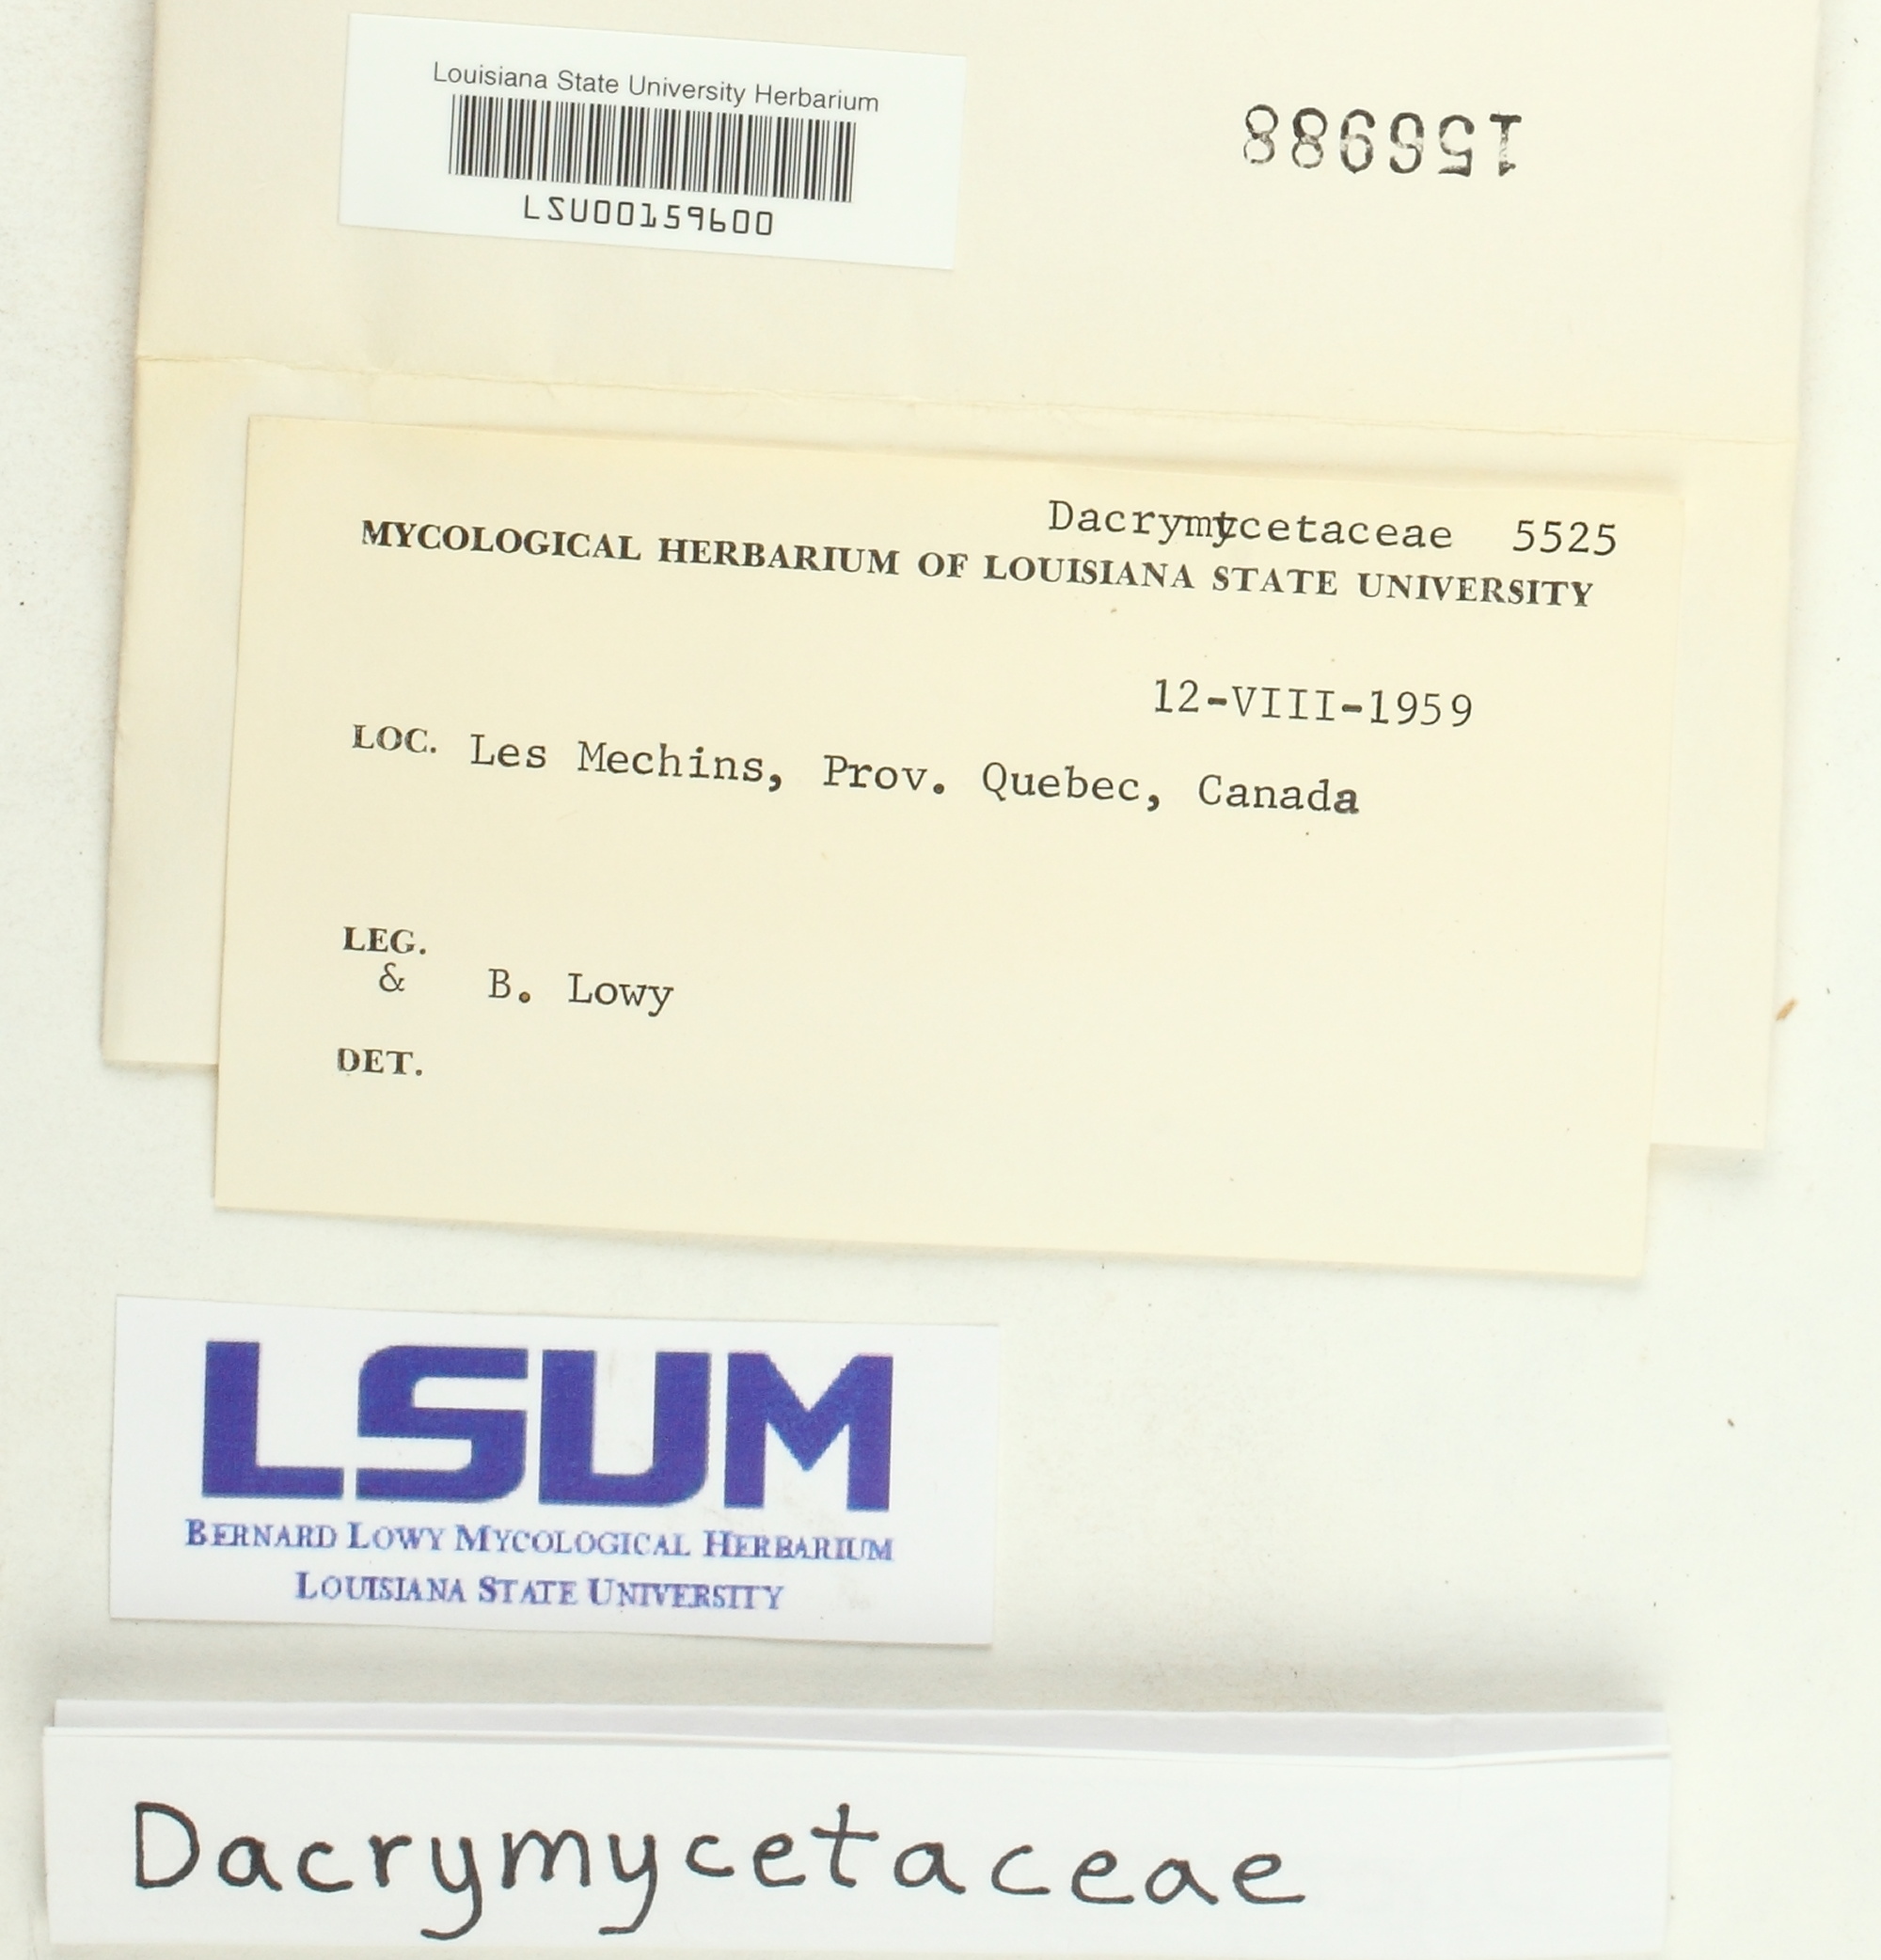 Louisiana State University Herbarium
LSU00159600
156988
Dacrymycetaceae 5525
MYCOLOGICAL HERBARIUM OF LOUISIANA STATE UNIVERSITY
12-VIII-1959
LOC. Les Mechins, Prov. Quebec, Canada
LEG.
& B. Lowy
DET.
LSUM
BERNARD LOWY MYCOLOGICAL HERBARIUM
LOUISIANA STATE UNIVERSITY
Dacrymycetaceae